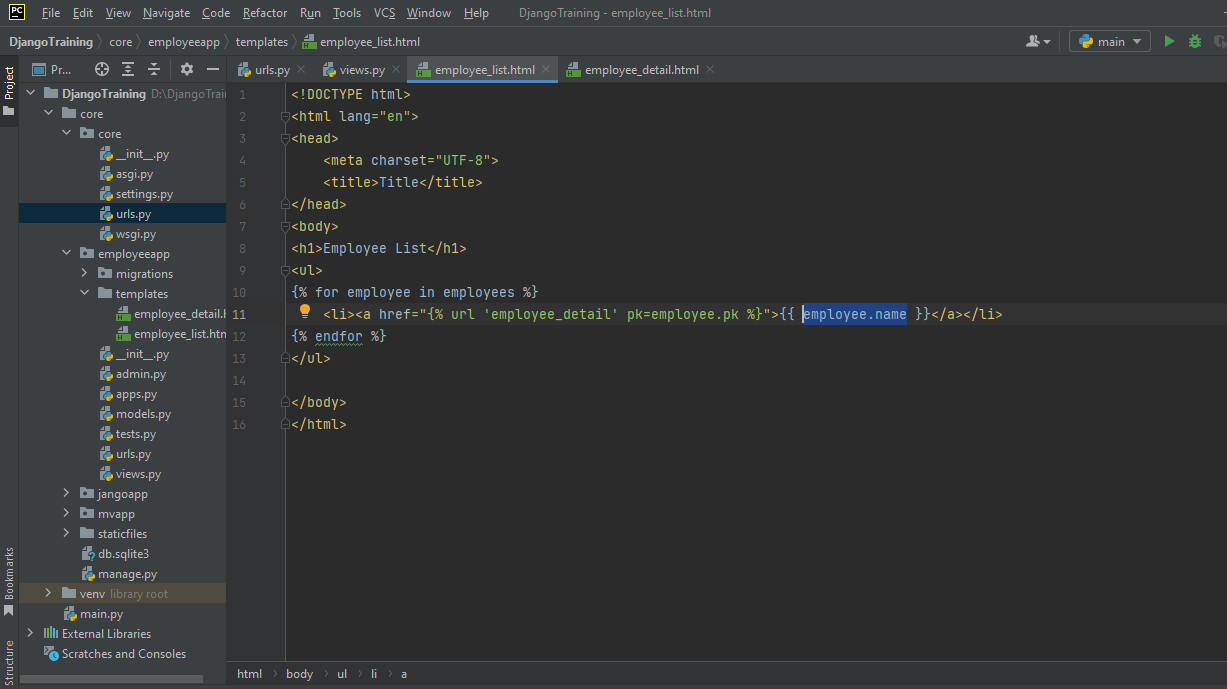 PC File Edit View Navigate Code Refactor Run Tools VCS Window Help DjangoTraining - employee_list.html
DjangoTraining core employeeapp templates employee_list.html main
Project
Pr... urls.py views.py employee_list.html employee_detail.html
DjangoTraining D:\DjangoTrai
core
core
__init__.py
asgi.py
settings.py
urls.py
wsgi.py
employeeapp
migrations
templates
employee_detail.h
employee_list.htm
__init__.py
admin.py
apps.py
models.py
tests.py
urls.py
views.py
jangoapp
mvapp
staticfiles
db.sqlite3
manage.py
venv library root
main.py
External Libraries
Scratches and Consoles
Bookmarks
Structure
1 <!DOCTYPE html>
2 <html lang="en">
3 <head>
4 <meta charset="UTF-8">
5 <title>Title</title>
6 </head>
7 <body>
8 <h1>Employee List</h1>
9 <ul>
10 {% for employee in employees %}
11 <li><a href="{% url 'employee_detail' pk=employee.pk %}">{{ employee.name }}</a></li>
12 {% endfor %}
13 </ul>
14
15 </body>
16 </html>
html body ul li a